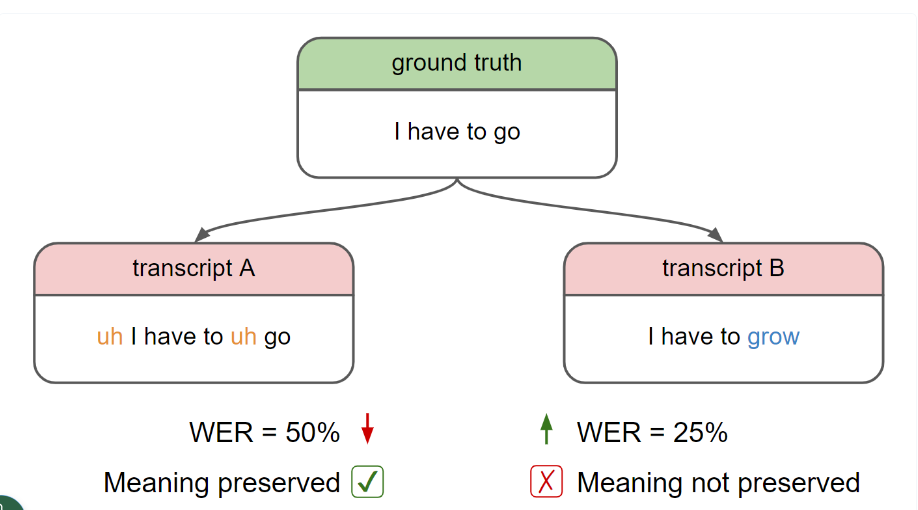 ground truth
I have to go
transcript A
uh I have to uh go
transcript B
I have to grow
WER = 50%
Meaning preserved
WER = 25%
Meaning not preserved